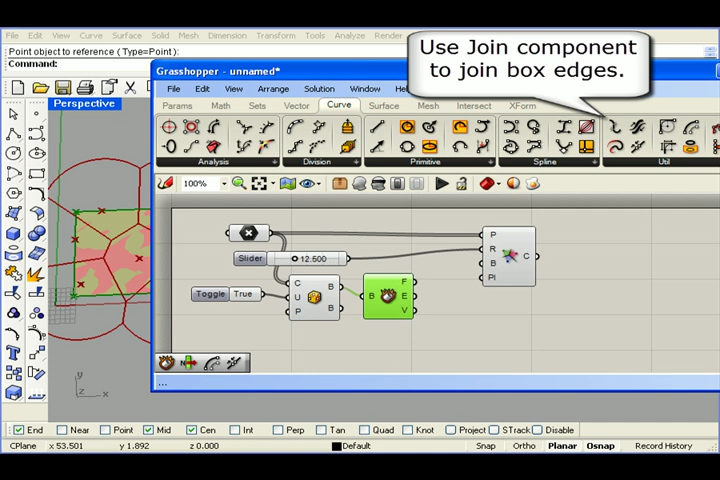 File Edit View Curve Surface Solid Mesh Dimension Transform Tools Analyze Render
Point object to reference ( Type=Point):
Command:
Use Join component
to join box edges.
Grasshopper - unnamed*
File Edit View Arrange Solution Window
Params Math Sets Vector Curve Surface Mesh Intersect XForm
Analysis Division Primitive Spline Util
Perspective
100%
P
R
B
Pl
C
Slider 12.500
Toggle True
C
U
P
B
B
B
F
E
V
N
...
y
z x
End Near Point Mid Cen Int Perp Tan Quad Knot Project STrack Disable
CPlane x 53.501 y 1.892 z 0.000 Default Snap Ortho Planar Osnap Record History